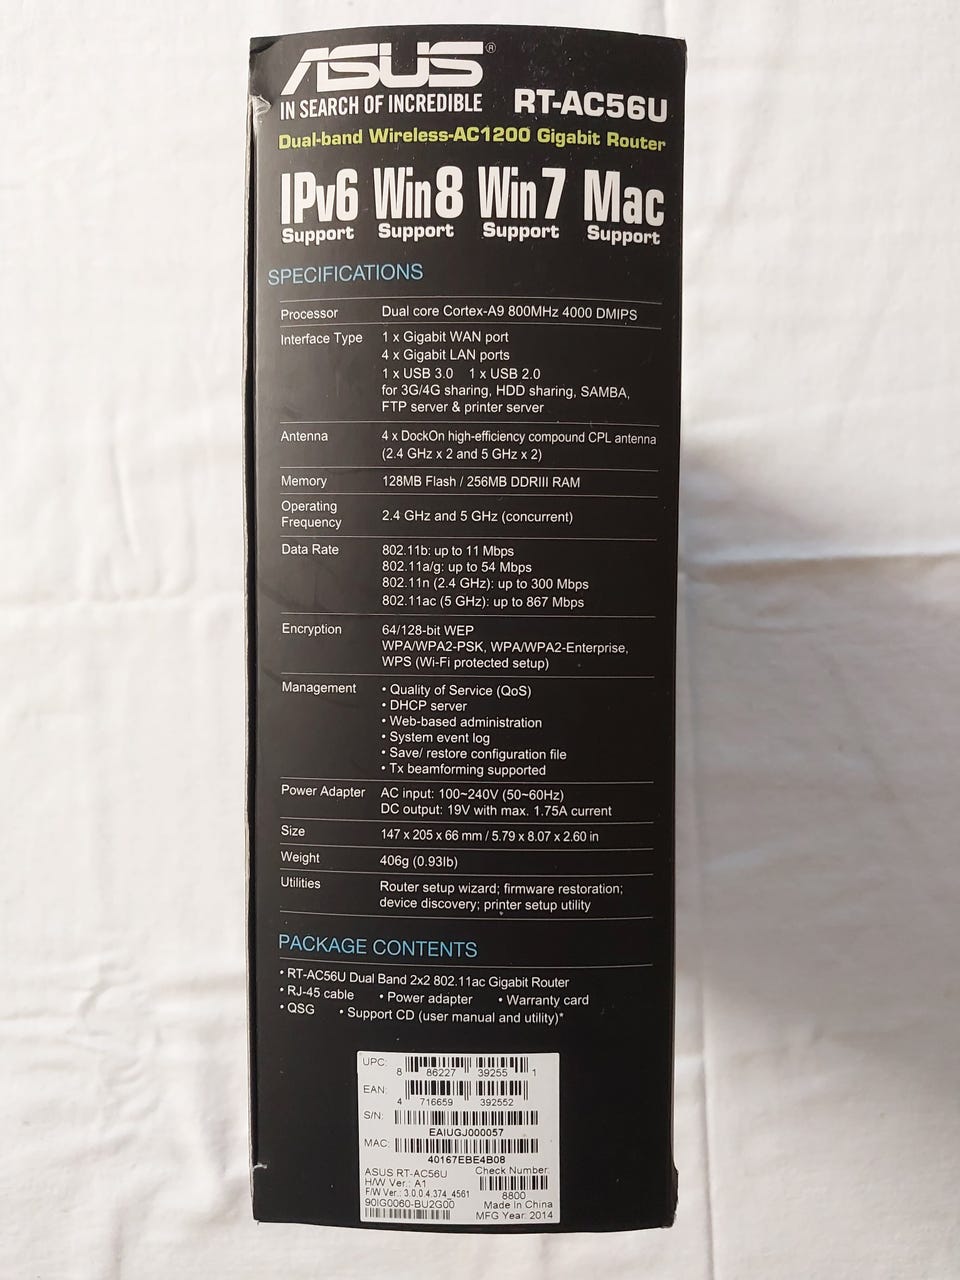 ASUS®
IN SEARCH OF INCREDIBLE
RT-AC56U
Dual-band Wireless-AC1200 Gigabit Router
IPv6 Win8 Win7 Mac
Support Support Support Support
SPECIFICATIONS
Processor Dual core Cortex-A9 800MHz 4000 DMIPS
Interface Type 1 x Gigabit WAN port
4 x Gigabit LAN ports
1 x USB 3.0 1 x USB 2.0
for 3G/4G sharing, HDD sharing, SAMBA,
FTP server & printer server
Antenna 4 x DockOn high-efficiency compound CPL antenna
(2.4 GHz x 2 and 5 GHz x 2)
Memory 128MB Flash / 256MB DDRIII RAM
Operating
Frequency 2.4 GHz and 5 GHz (concurrent)
Data Rate 802.11b: up to 11 Mbps
802.11a/g: up to 54 Mbps
802.11n (2.4 GHz): up to 300 Mbps
802.11ac (5 GHz): up to 867 Mbps
Encryption 64/128-bit WEP
WPA/WPA2-PSK, WPA/WPA2-Enterprise,
WPS (Wi-Fi protected setup)
Management • Quality of Service (QoS)
• DHCP server
• Web-based administration
• System event log
• Save/ restore configuration file
• Tx beamforming supported
Power Adapter AC input: 100~240V (50~60Hz)
DC output: 19V with max. 1.75A current
Size 147 x 205 x 66 mm / 5.79 x 8.07 x 2.60 in
Weight 406g (0.93lb)
Utilities Router setup wizard; firmware restoration;
device discovery; printer setup utility
PACKAGE CONTENTS
• RT-AC56U Dual Band 2x2 802.11ac Gigabit Router
• RJ-45 cable • Power adapter • Warranty card
• QSG • Support CD (user manual and utility)*
UPC: 8 86227 39255 1
EAN: 4 716659 392552
S/N:
EAIUGJ000057
MAC:
40167EBE4B08
ASUS RT-AC56U Check Number:
H/W Ver.: A1
F/W Ver.: 3.0.0.4.374_4561 8800
90IG0060-BU2G00 Made In China
MFG Year: 2014